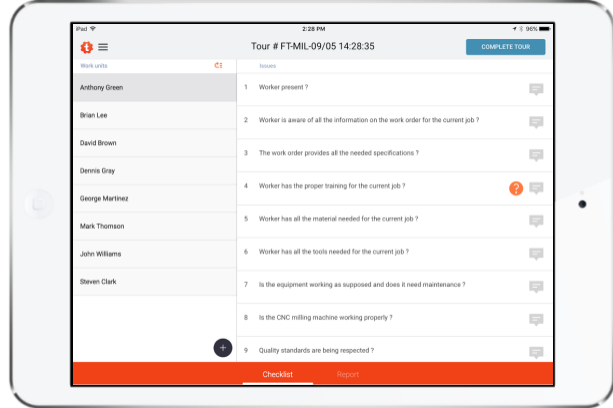 iPad 2:28 PM 96%
Tour # FT-MIL-09/05 14:28:35 COMPLETE TOUR
Work units Issues
Anthony Green
Brian Lee
David Brown
Dennis Gray
George Martinez
Mark Thomson
John Williams
Steven Clark
+
1 Worker present ?
2 Worker is aware of all the information on the work order for the current job ?
3 The work order provides all the needed specifications ?
4 Worker has the proper training for the current job ? ?
5 Worker has all the material needed for the current job ?
6 Worker has all the tools needed for the current job ?
7 Is the equipment working as supposed and does it need maintenance ?
8 Is the CNC milling machine working properly ?
9 Quality standards are being respected ?
Checklist Report